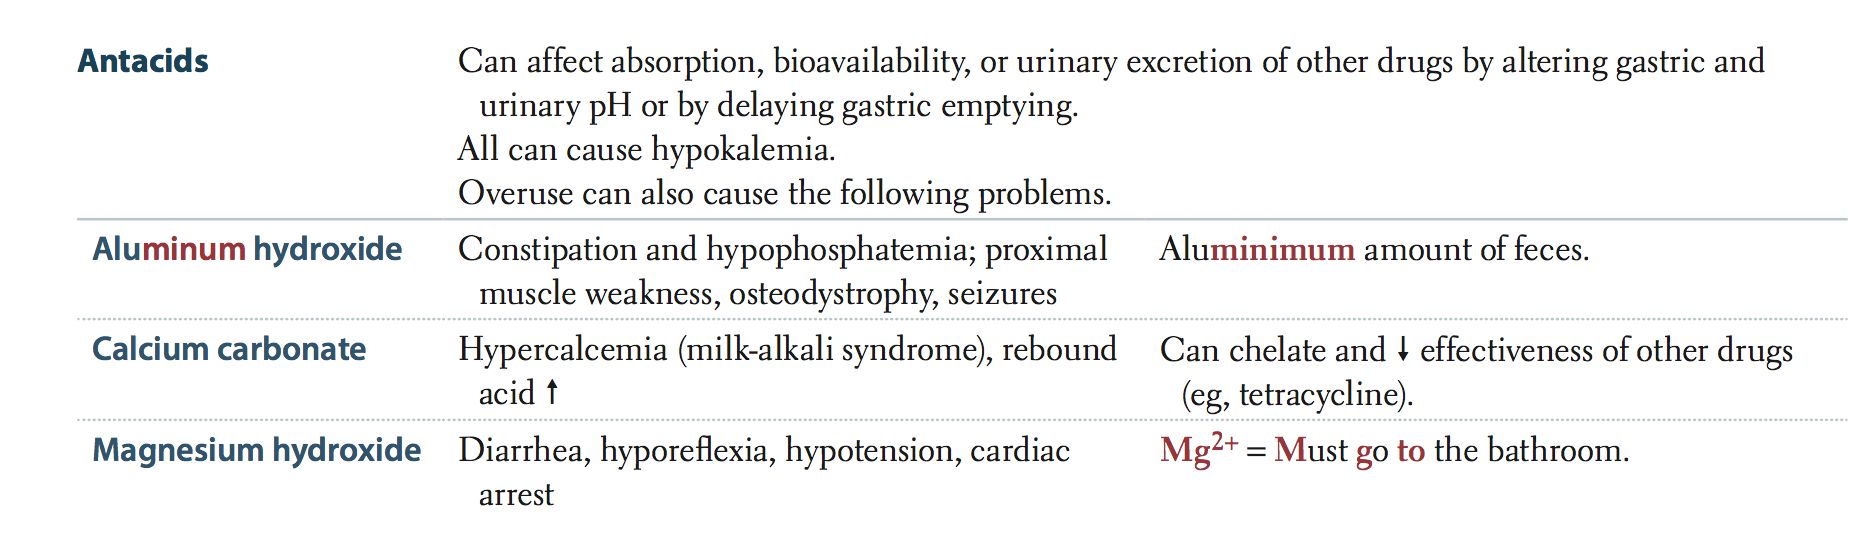 Antacids Can affect absorption, bioavailability, or urinary excretion of other drugs by altering gastric and
urinary pH or by delaying gastric emptying.
All can cause hypokalemia.
Overuse can also cause the following problems.
Aluminum hydroxide Constipation and hypophosphatemia; proximal Aluminimum amount of feces.
muscle weakness, osteodystrophy, seizures
Calcium carbonate Hypercalcemia (milk-alkali syndrome), rebound Can chelate and ↓ effectiveness of other drugs
acid ↑ (eg, tetracycline).
Magnesium hydroxide Diarrhea, hyporeflexia, hypotension, cardiac Mg²⁺ = Must go to the bathroom.
arrest